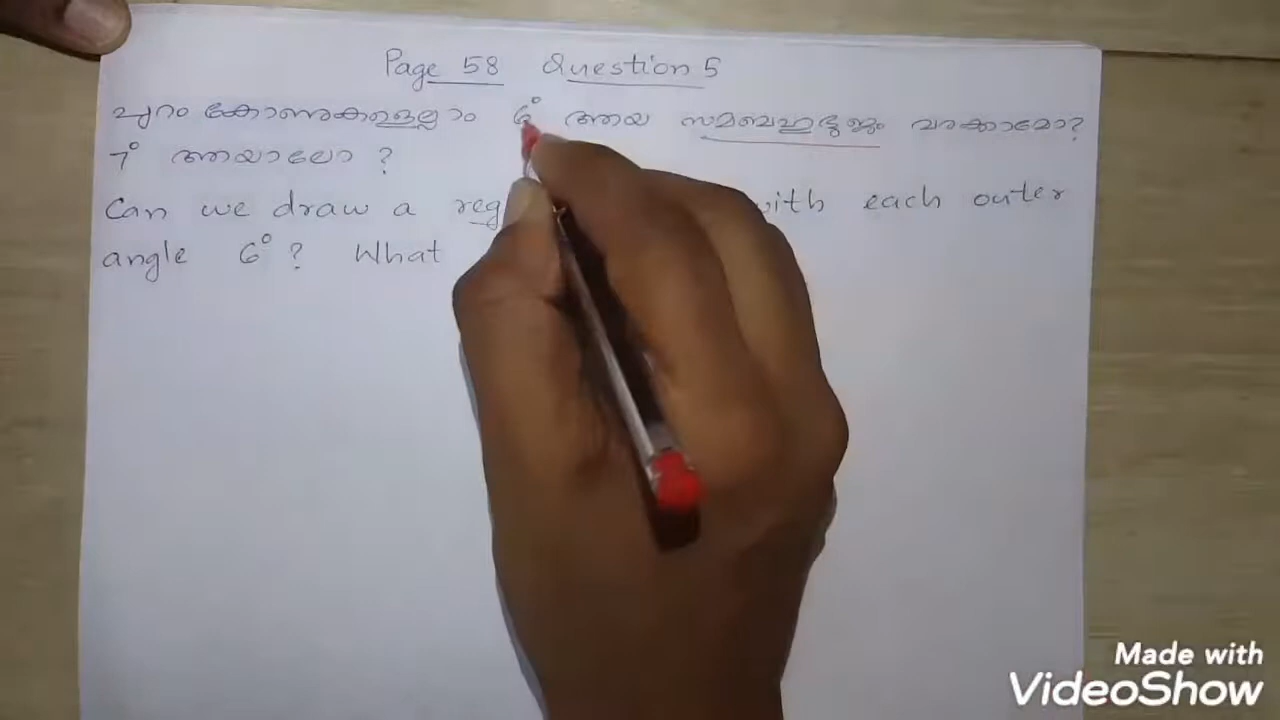 Page 58 Question 5
പുറം കോണുകളെല്ലാം 6° ആയ സമബഹുഭുജം വരക്കാമോ?
7° ആയാലോ ?
Can we draw a reg with each outer
angle 6° ? What
Made with
VideoShow